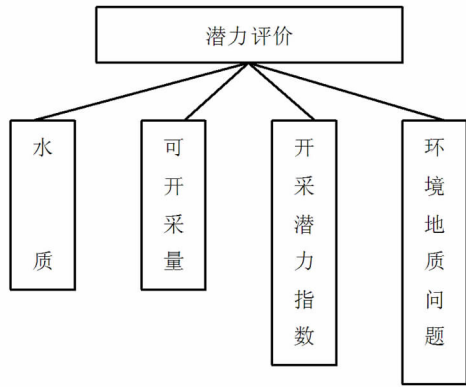 潜力评价
水质
可开采量
开采潜力指数
环境地质问题